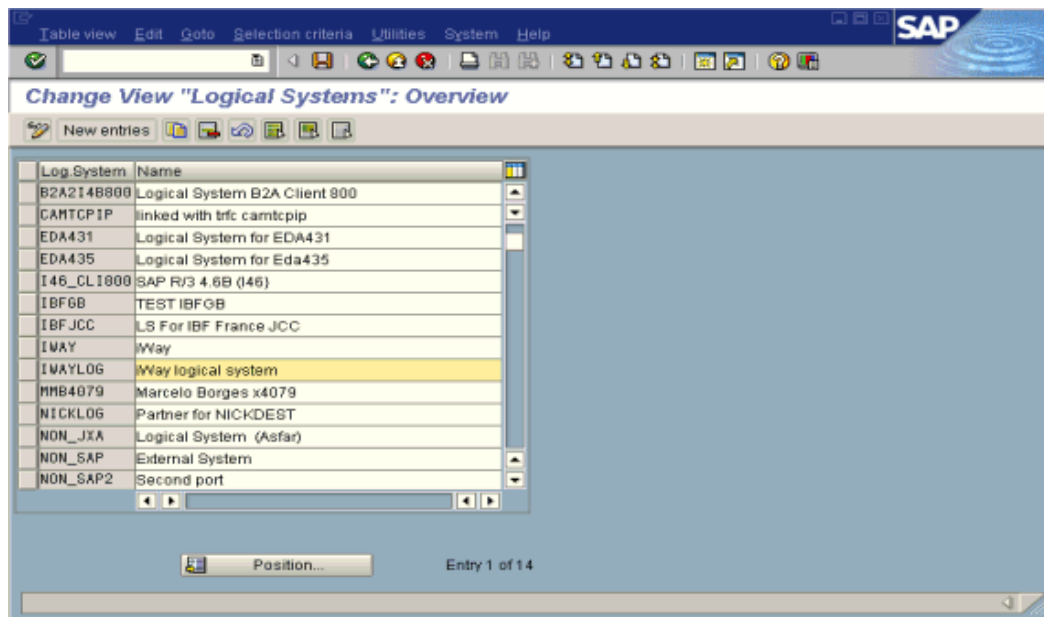 Table view Edit Goto Selection criteria Utilities System Help
SAP
Change View "Logical Systems": Overview
New entries
Log.System Name
B2A2I4B800 Logical System B2A Client 800
CAMTCPIP linked with trfc camtcpip
EDA431 Logical System for EDA431
EDA435 Logical System for Eda435
I46_CLI800 SAP R/3 4.6B (I46)
IBFGB TEST IBFGB
IBFJCC LS For IBF France JCC
IWAY iWay
IWAYLOG iWay logical system
MMB4079 Marcelo Borges x4079
NICKLOG Partner for NICKDEST
NON_JXA Logical System (Asfar)
NON_SAP External System
NON_SAP2 Second port
Position... Entry 1 of 14